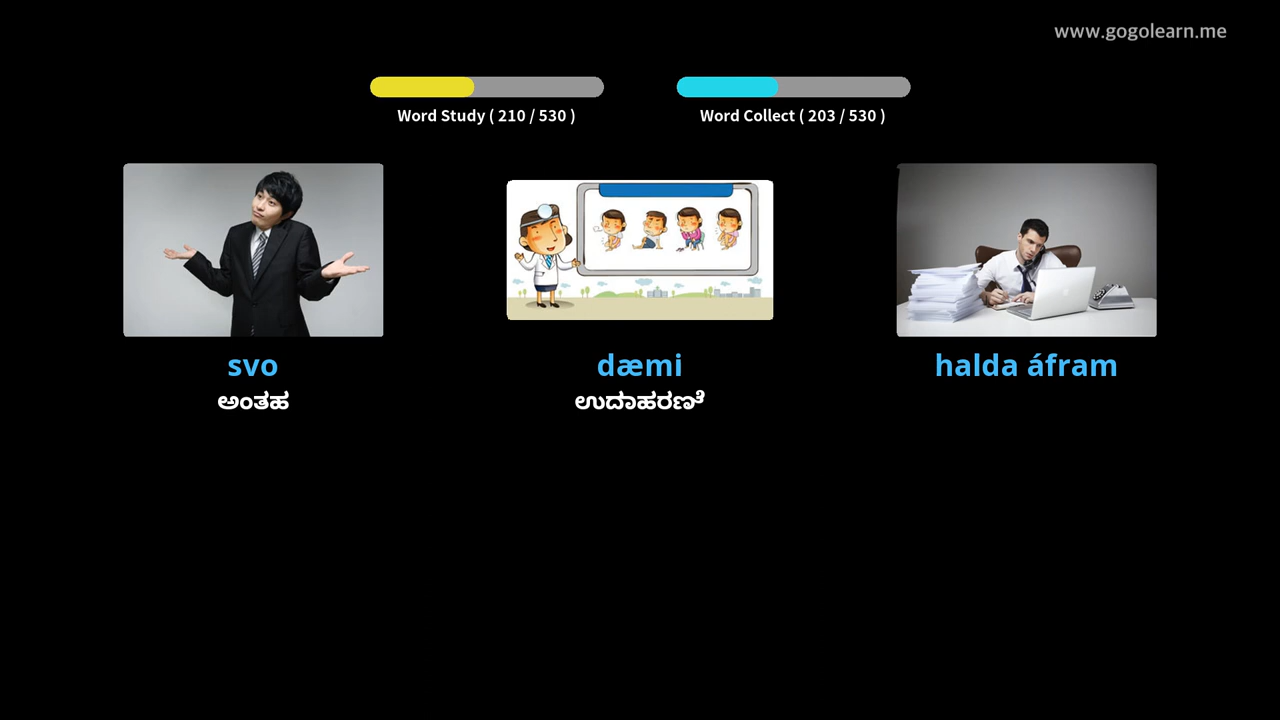 www.gogolearn.me
Word Study ( 210 / 530 )
Word Collect ( 203 / 530 )
svo
dæmi
halda áfram
ಅಂತಹ
ಉದಾಹರಣೆ